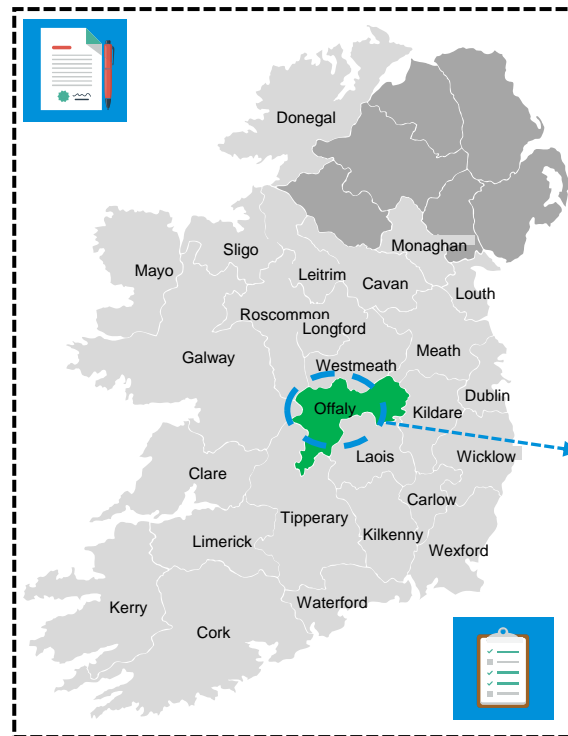 Donegal
Monaghan
Sligo
Mayo
Leitrim
Cavan
Louth
Roscommon
Longford
Galway
Meath
Westmeath
Dublin
Offaly
Kildare
Laois
Wicklow
Clare
Carlow
Tipperary
Kilkenny
Limerick
Wexford
Waterford
Kerry
Cork